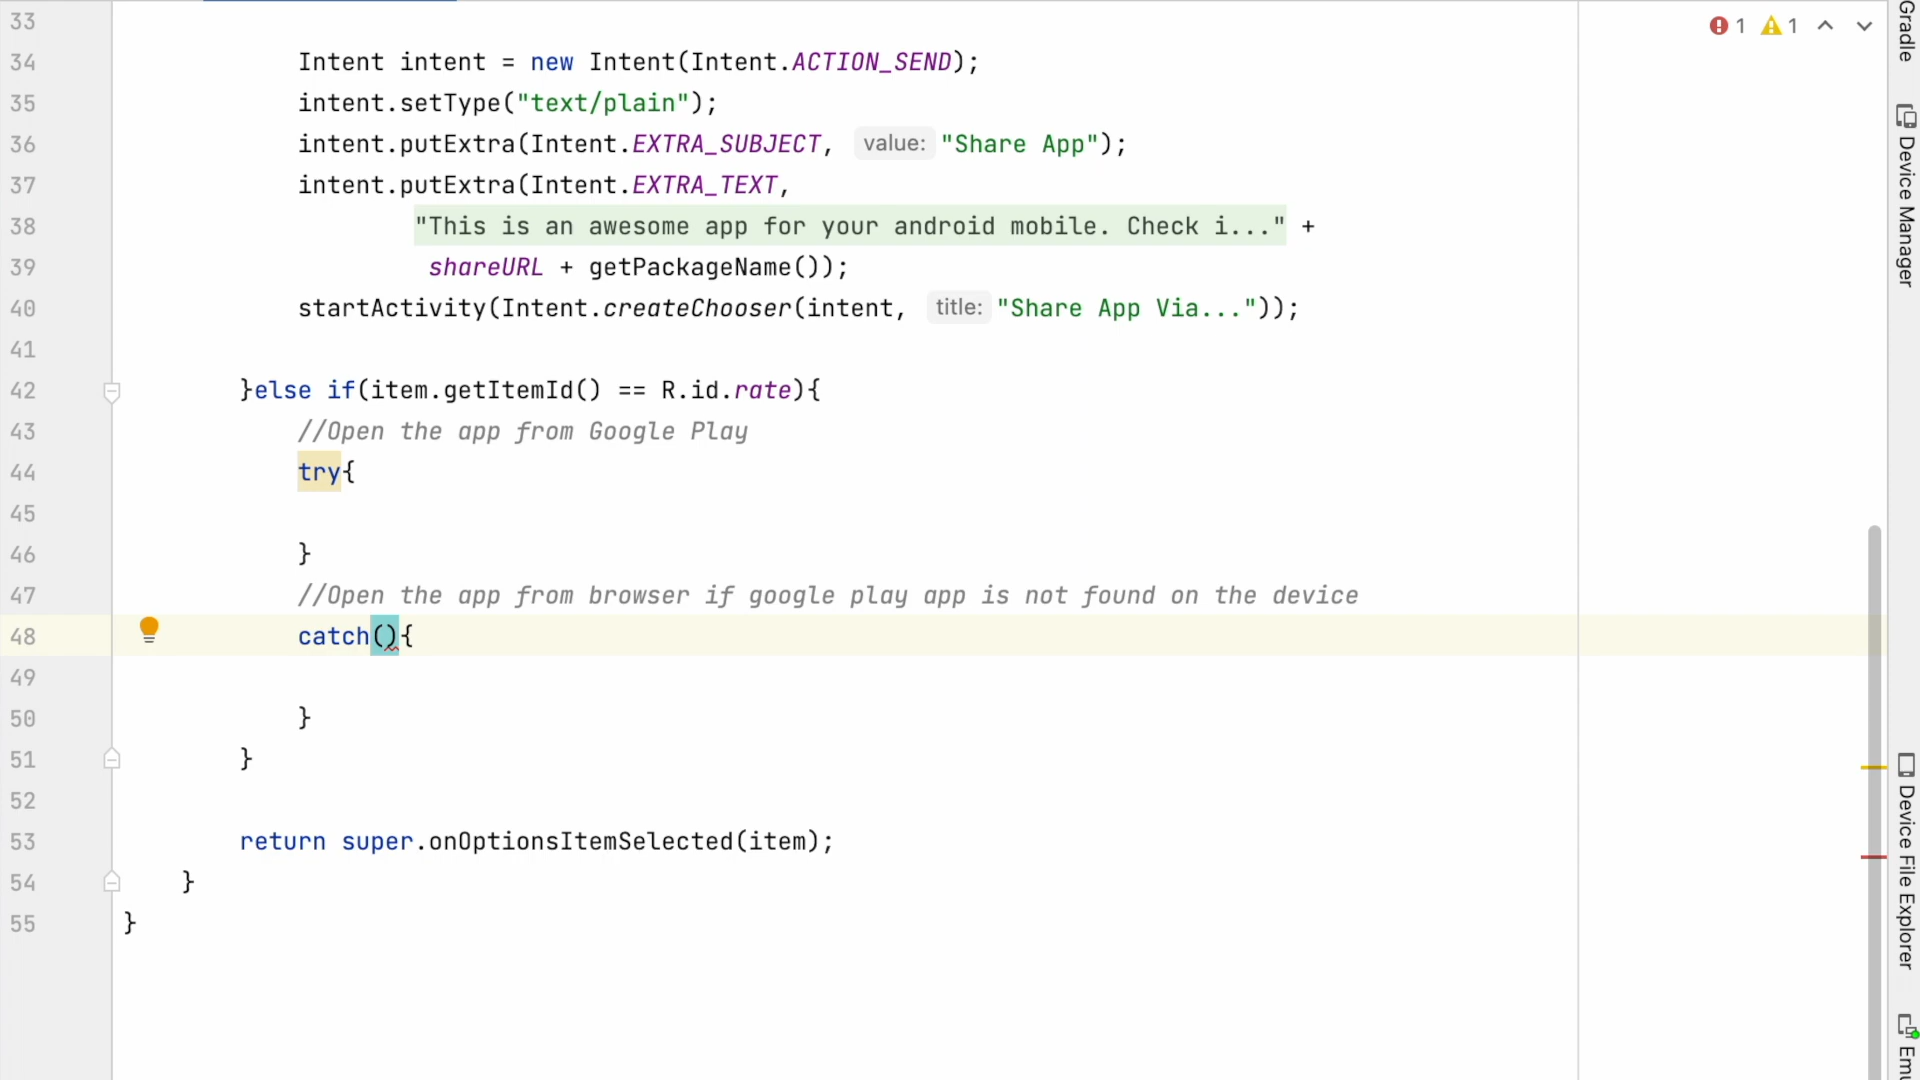 33
1 1
34 Intent intent = new Intent(Intent.ACTION_SEND);
35 intent.setType("text/plain");
36 intent.putExtra(Intent.EXTRA_SUBJECT, value: "Share App");
37 intent.putExtra(Intent.EXTRA_TEXT,
38 "This is an awesome app for your android mobile. Check i..." +
39 shareURL + getPackageName());
40 startActivity(Intent.createChooser(intent, title: "Share App Via..."));
41
42 }else if(item.getItemId() == R.id.rate){
43 //Open the app from Google Play
44 try{
45
46 }
47 //Open the app from browser if google play app is not found on the device
48 catch(){
49
50 }
51 }
52
53 return super.onOptionsItemSelected(item);
54 }
55 }
Gradle
Device Manager
Device File Explorer
Emu